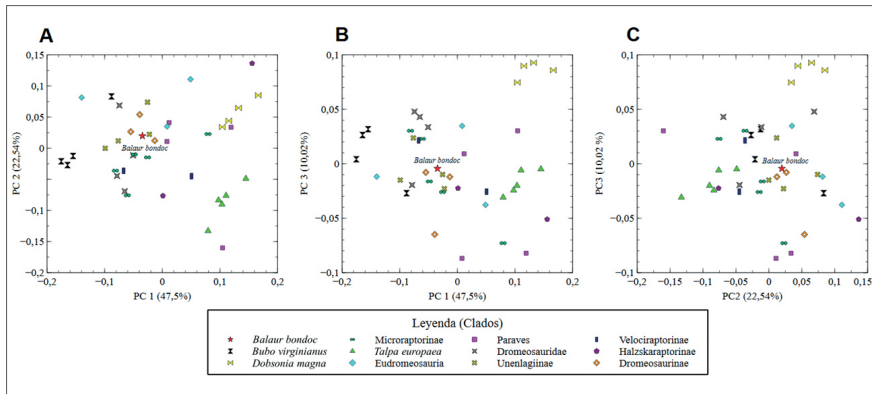 A
B
C
0,15
0,1
0,05
0
-0,05
-0,1
-0,15
-0,2
-0,2
-0,1
0
0,1
0,2
PC 2 (22,54%)
PC 1 (47,5%)
Balaur bondoc
0,1
0,05
0
-0,05
-0,1
-0,2
-0,1
0
0,1
0,2
PC 3 (10,02%)
PC 1 (47,5%)
Balaur bondoc
0,1
0,05
0
-0,05
-0,1
-0,15
-0,1
-0,05
0
0,05
0,1
0,15
PC3 (10,02 %)
PC2 (22,54%)
Balaur bondoc
Leyenda (Clados)
Balaur bondoc
Microraptorinae
Paraves
Velociraptorinae
Bubo virginianus
Talpa europaea
Dromeosauridae
Halzskaraptorinae
Dobsonia magna
Eudromeosauria
Unenlagiinae
Dromeosaurinae